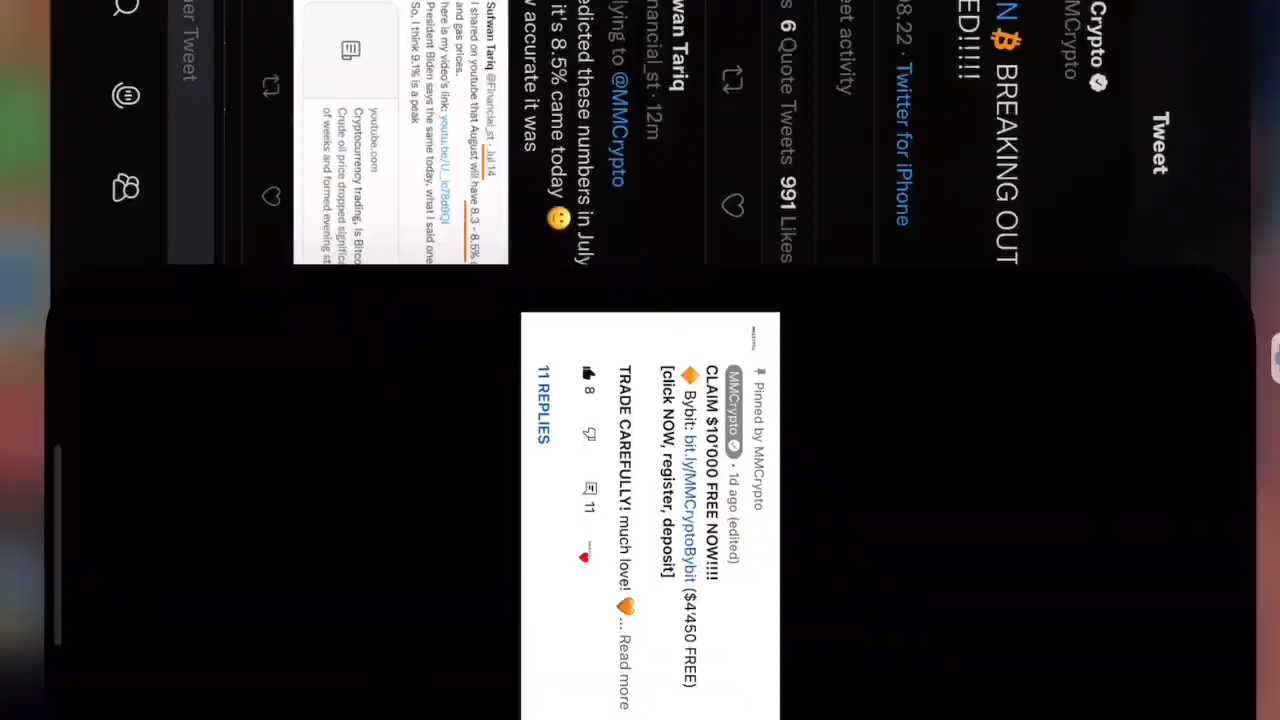 Tweet
Crypto
MMCrypto
N ₿ BREAKING OUT
ED!!!!
8.22 · Twitter for iPhone
eet activity
s 6 Quote Tweets 991 Likes
wan Tariq
nancial_st · 12m
lying to @MMCrypto
edicted these numbers in July
it's 8.5% came today 🙂
w accurate it was
Sufwan Tariq @Financial_st · Jul 14
I shared on youtube that August will have 8.3 - 8.5%
and gas prices.
here is my video's link:
President Biden says the same today, what I said one
So, I think 9.1% is a peak
youtube.com
Cryptocurrency trading, Is Bitco
Crude oil price dropped significa
of weeks and formed evening st
er Tweet
Pinned by MMCrypto
MMCrypto · 1d ago (edited)
CLAIM $10'000 FREE NOW!!!!
🔶 Bybit: bit.ly/MMCryptoBybit ($4'450 FREE)
[click NOW, register, deposit]
TRADE CAREFULLY! much love! 🧡... Read more
8 11
11 REPLIES